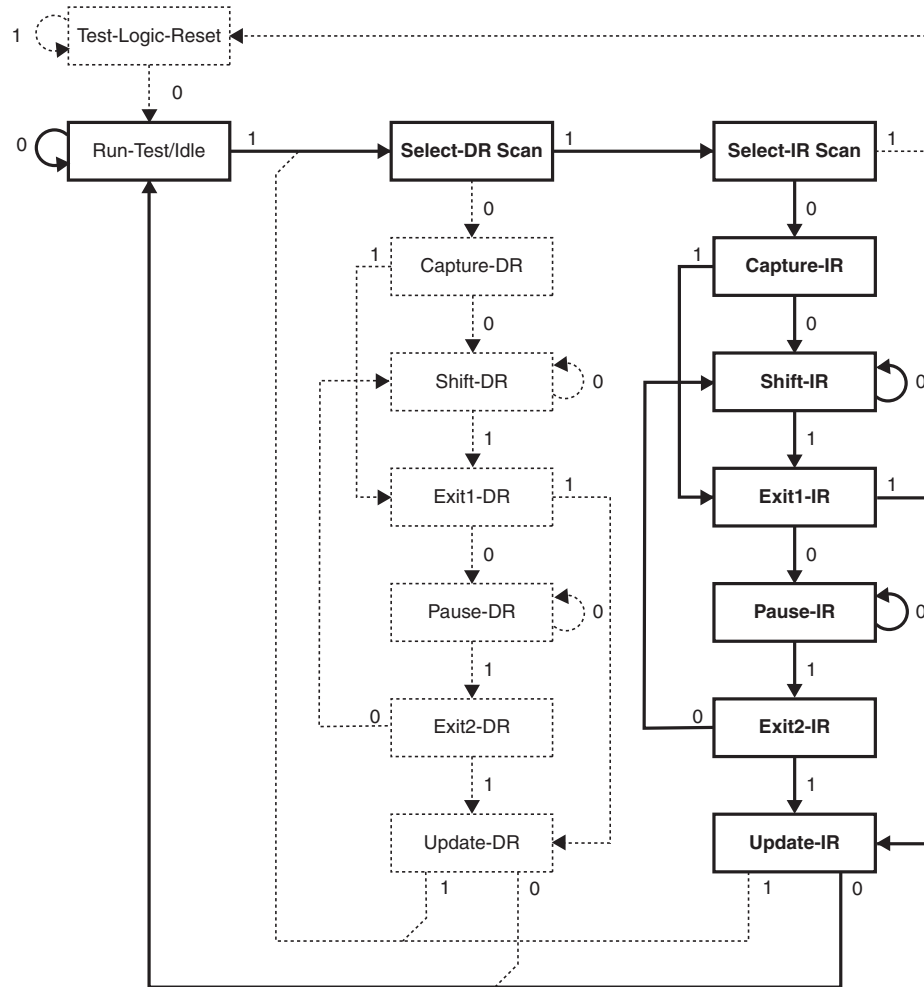 1
Test-Logic-Reset
0
0
Run-Test/Idle
1
Select-DR Scan
1
Select-IR Scan
1
0
0
1
Capture-DR
1
Capture-IR
0
0
Shift-DR
0
Shift-IR
0
1
1
Exit1-DR
1
Exit1-IR
1
0
0
Pause-DR
0
Pause-IR
0
1
1
0
Exit2-DR
0
Exit2-IR
1
1
Update-DR
Update-IR
1
0
1
0